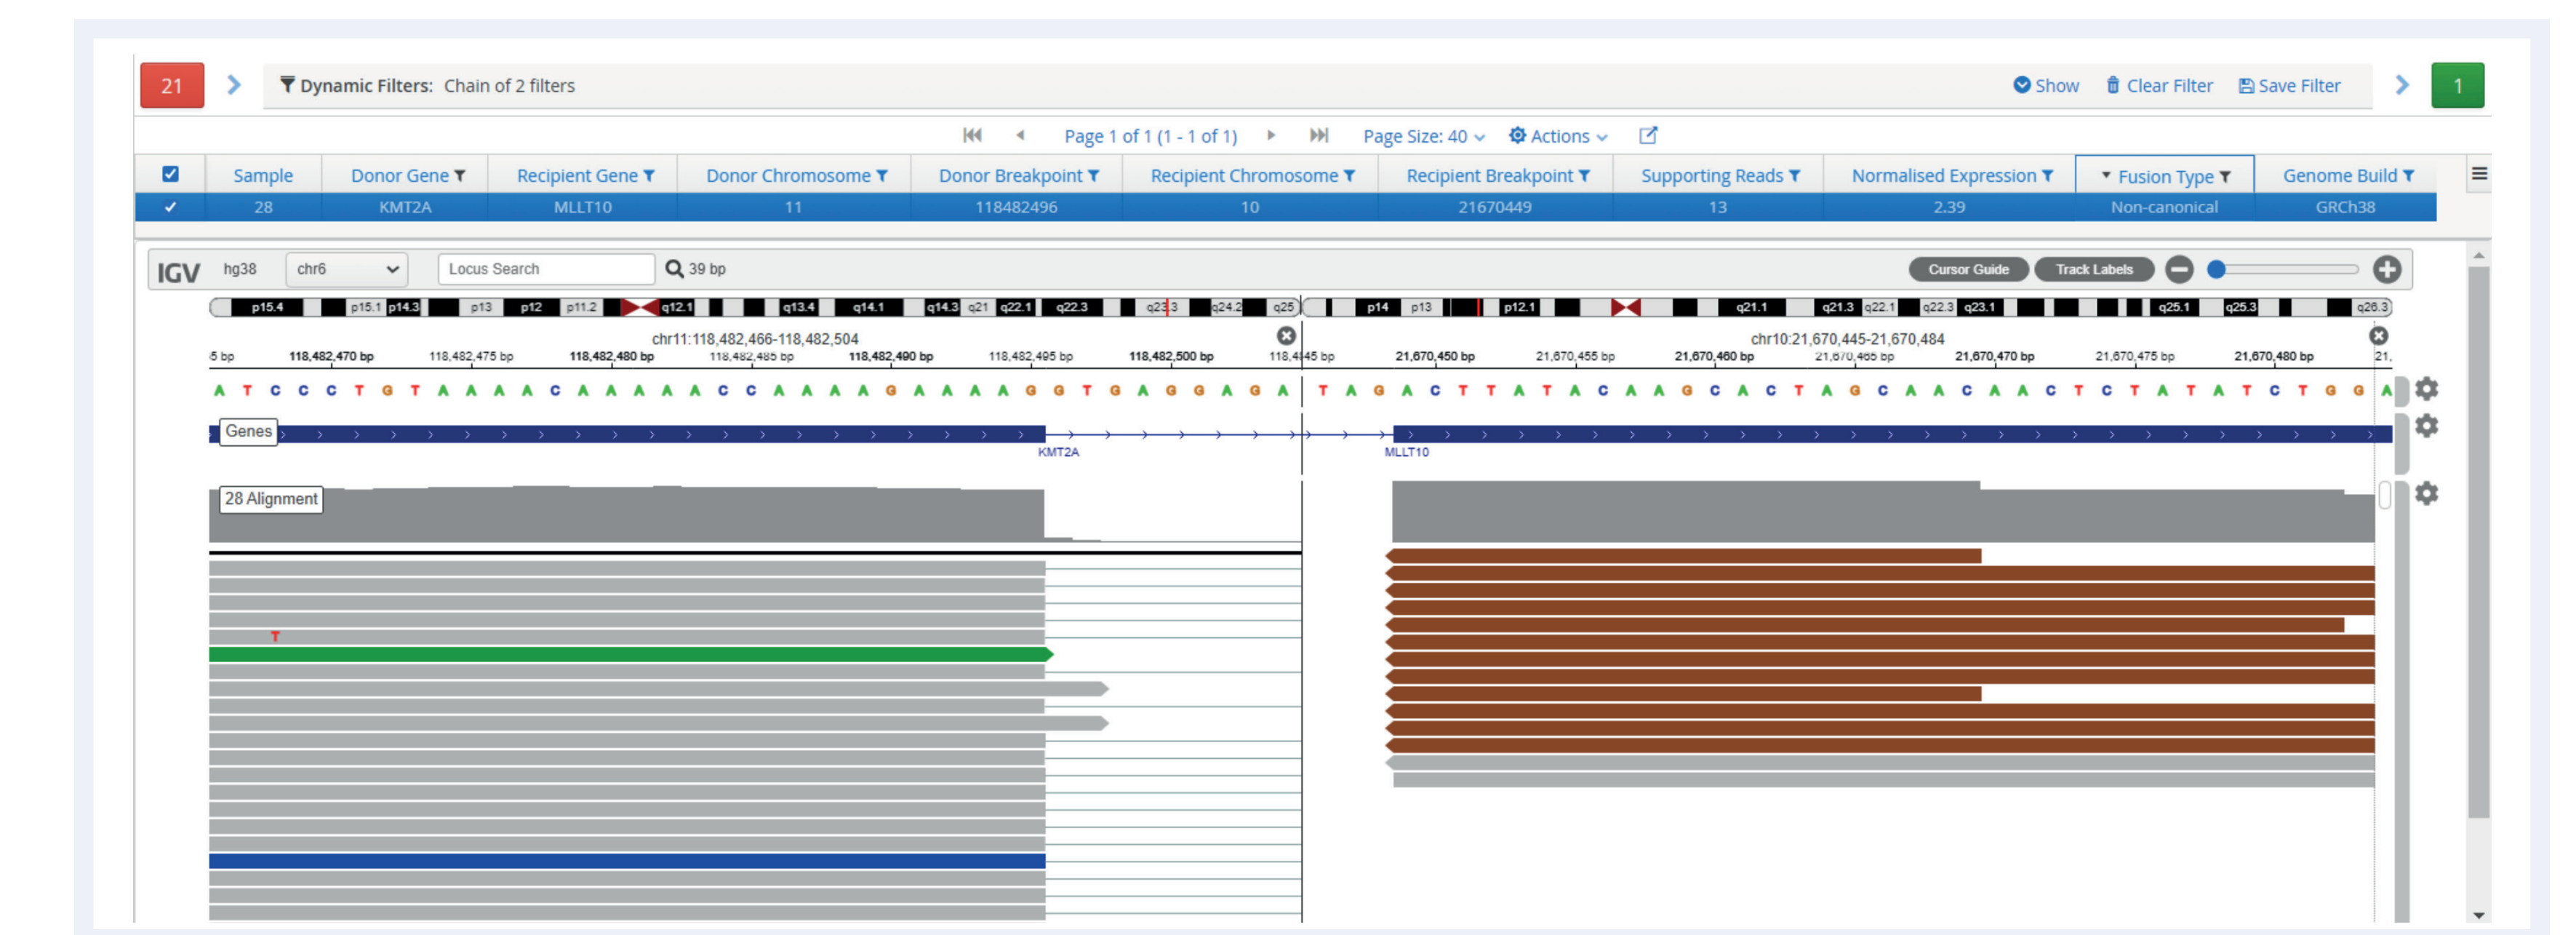 21 Dynamic Filters: Chain of 2 filters Show Clear Filter Save Filter 1
Page 1 of 1 (1 - 1 of 1) Page Size: 40 Actions
Sample Donor Gene Recipient Gene Donor Chromosome Donor Breakpoint Recipient Chromosome Recipient Breakpoint Supporting Reads Normalised Expression Fusion Type Genome Build
28 KMT2A MLLT10 11 118482496 10 21670449 13 2.39 Non-canonical GRCh38
IGV hg38 chr6 Locus Search 39 bp Cursor Guide Track Labels
p15.4 p15.1 p14.3 p13 p12 p11.2 q12.1 q13.4 q14.1 q14.3 q21 q22.1 q22.3 q23.3 q24.2 q25 p14 p13 p12.1 q21.1 q21.3 q22.1 q22.3 q23.1 q25.1 q25.3 q26.3
chr11:118,482,466-118,482,504 chr10:21,670,445-21,670,484
5 bp 118,482,470 bp 118,482,475 bp 118,482,480 bp 118,482,485 bp 118,482,490 bp 118,482,495 bp 118,482,500 bp 118,4 45 bp 21,670,450 bp 21,670,455 bp 21,670,460 bp 21,670,465 bp 21,670,470 bp 21,670,475 bp 21,670,480 bp 21,
A T C C C T G T A A A A C A A A A A C C A A A A G A A A A G G T G A G G A G A T A G A C T T A T A C A A G C A C T A G C A A C A A C T C T A T A T C T G G A
Genes
KMT2A MLLT10
28 Alignment
T